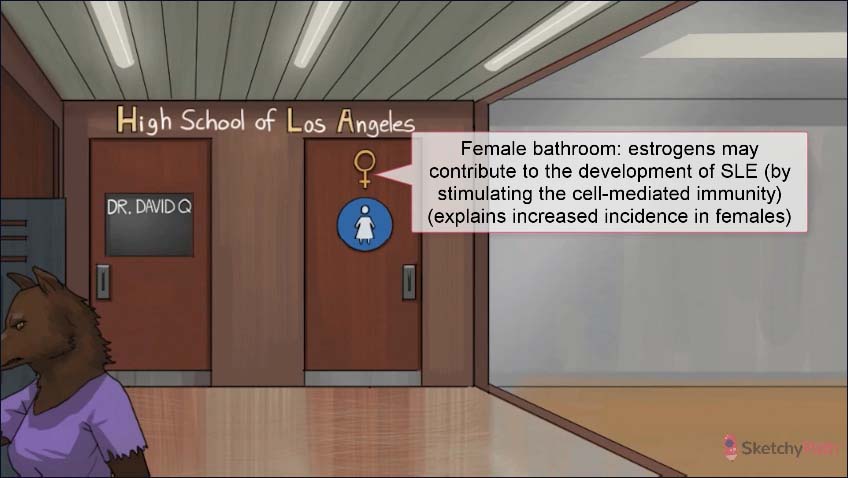 High School of Los Angeles
DR. DAVID Q
Female bathroom: estrogens may
contribute to the development of SLE (by
stimulating the cell-mediated immunity)
(explains increased incidence in females)
SketchyPath